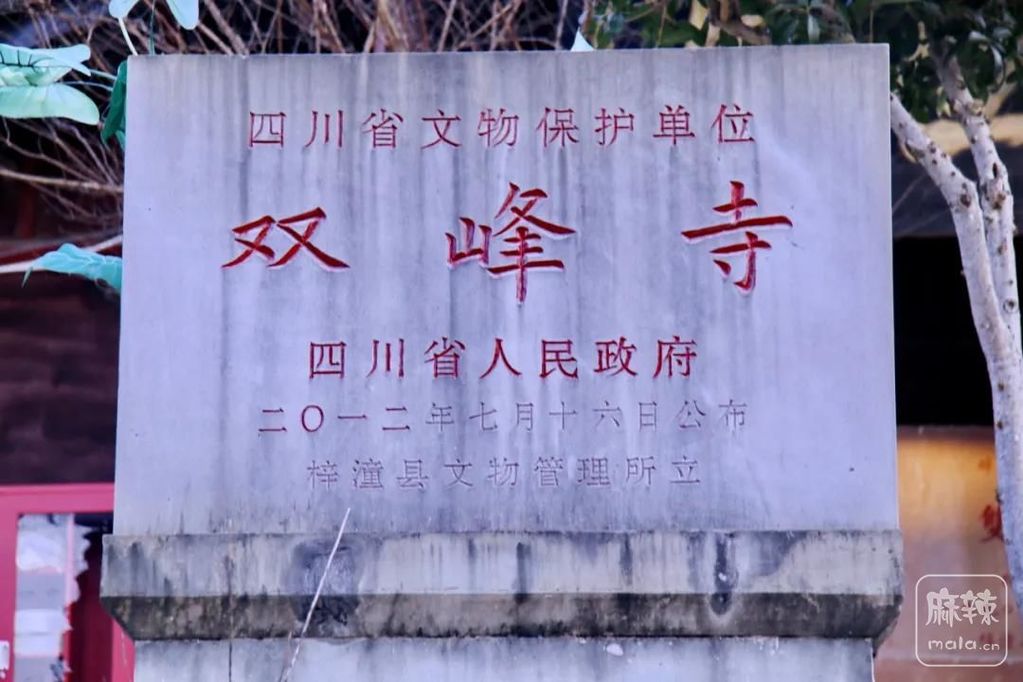 四川省文物保护单位
双峰寺
四川省人民政府
二〇一二年七月十六日公布
梓潼县文物管理所立
麻辣
mala.cn